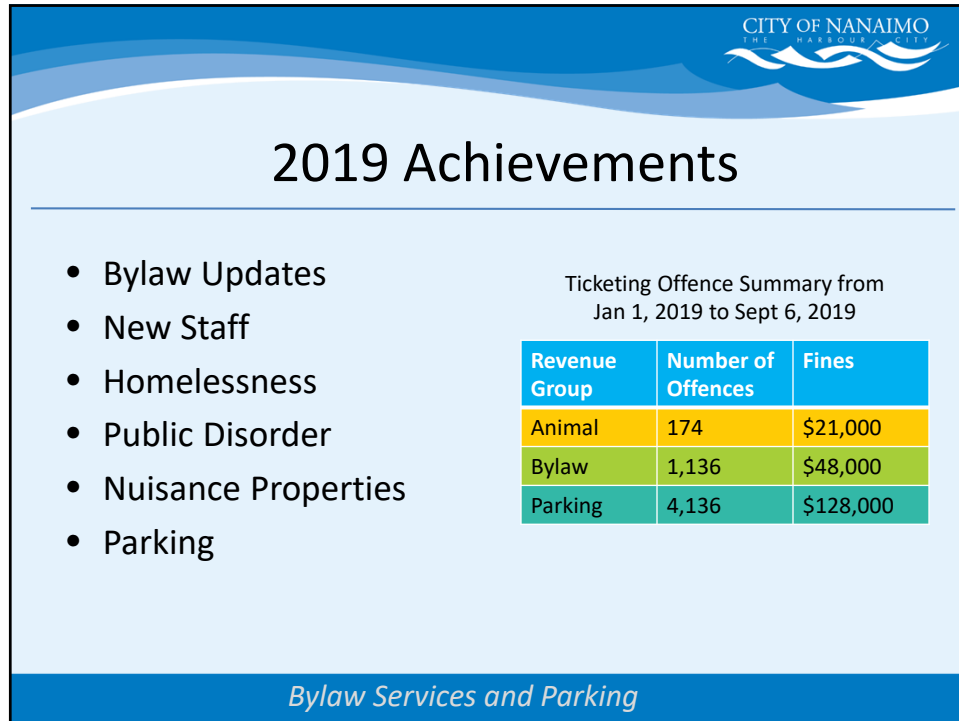 CITY OF NANAIMO
THE HARBOUR CITY
2019 Achievements
• Bylaw Updates
• New Staff
• Homelessness
• Public Disorder
• Nuisance Properties
• Parking
Ticketing Offence Summary from
Jan 1, 2019 to Sept 6, 2019
Revenue Group Number of Offences Fines
Animal 174 $21,000
Bylaw 1,136 $48,000
Parking 4,136 $128,000
Bylaw Services and Parking